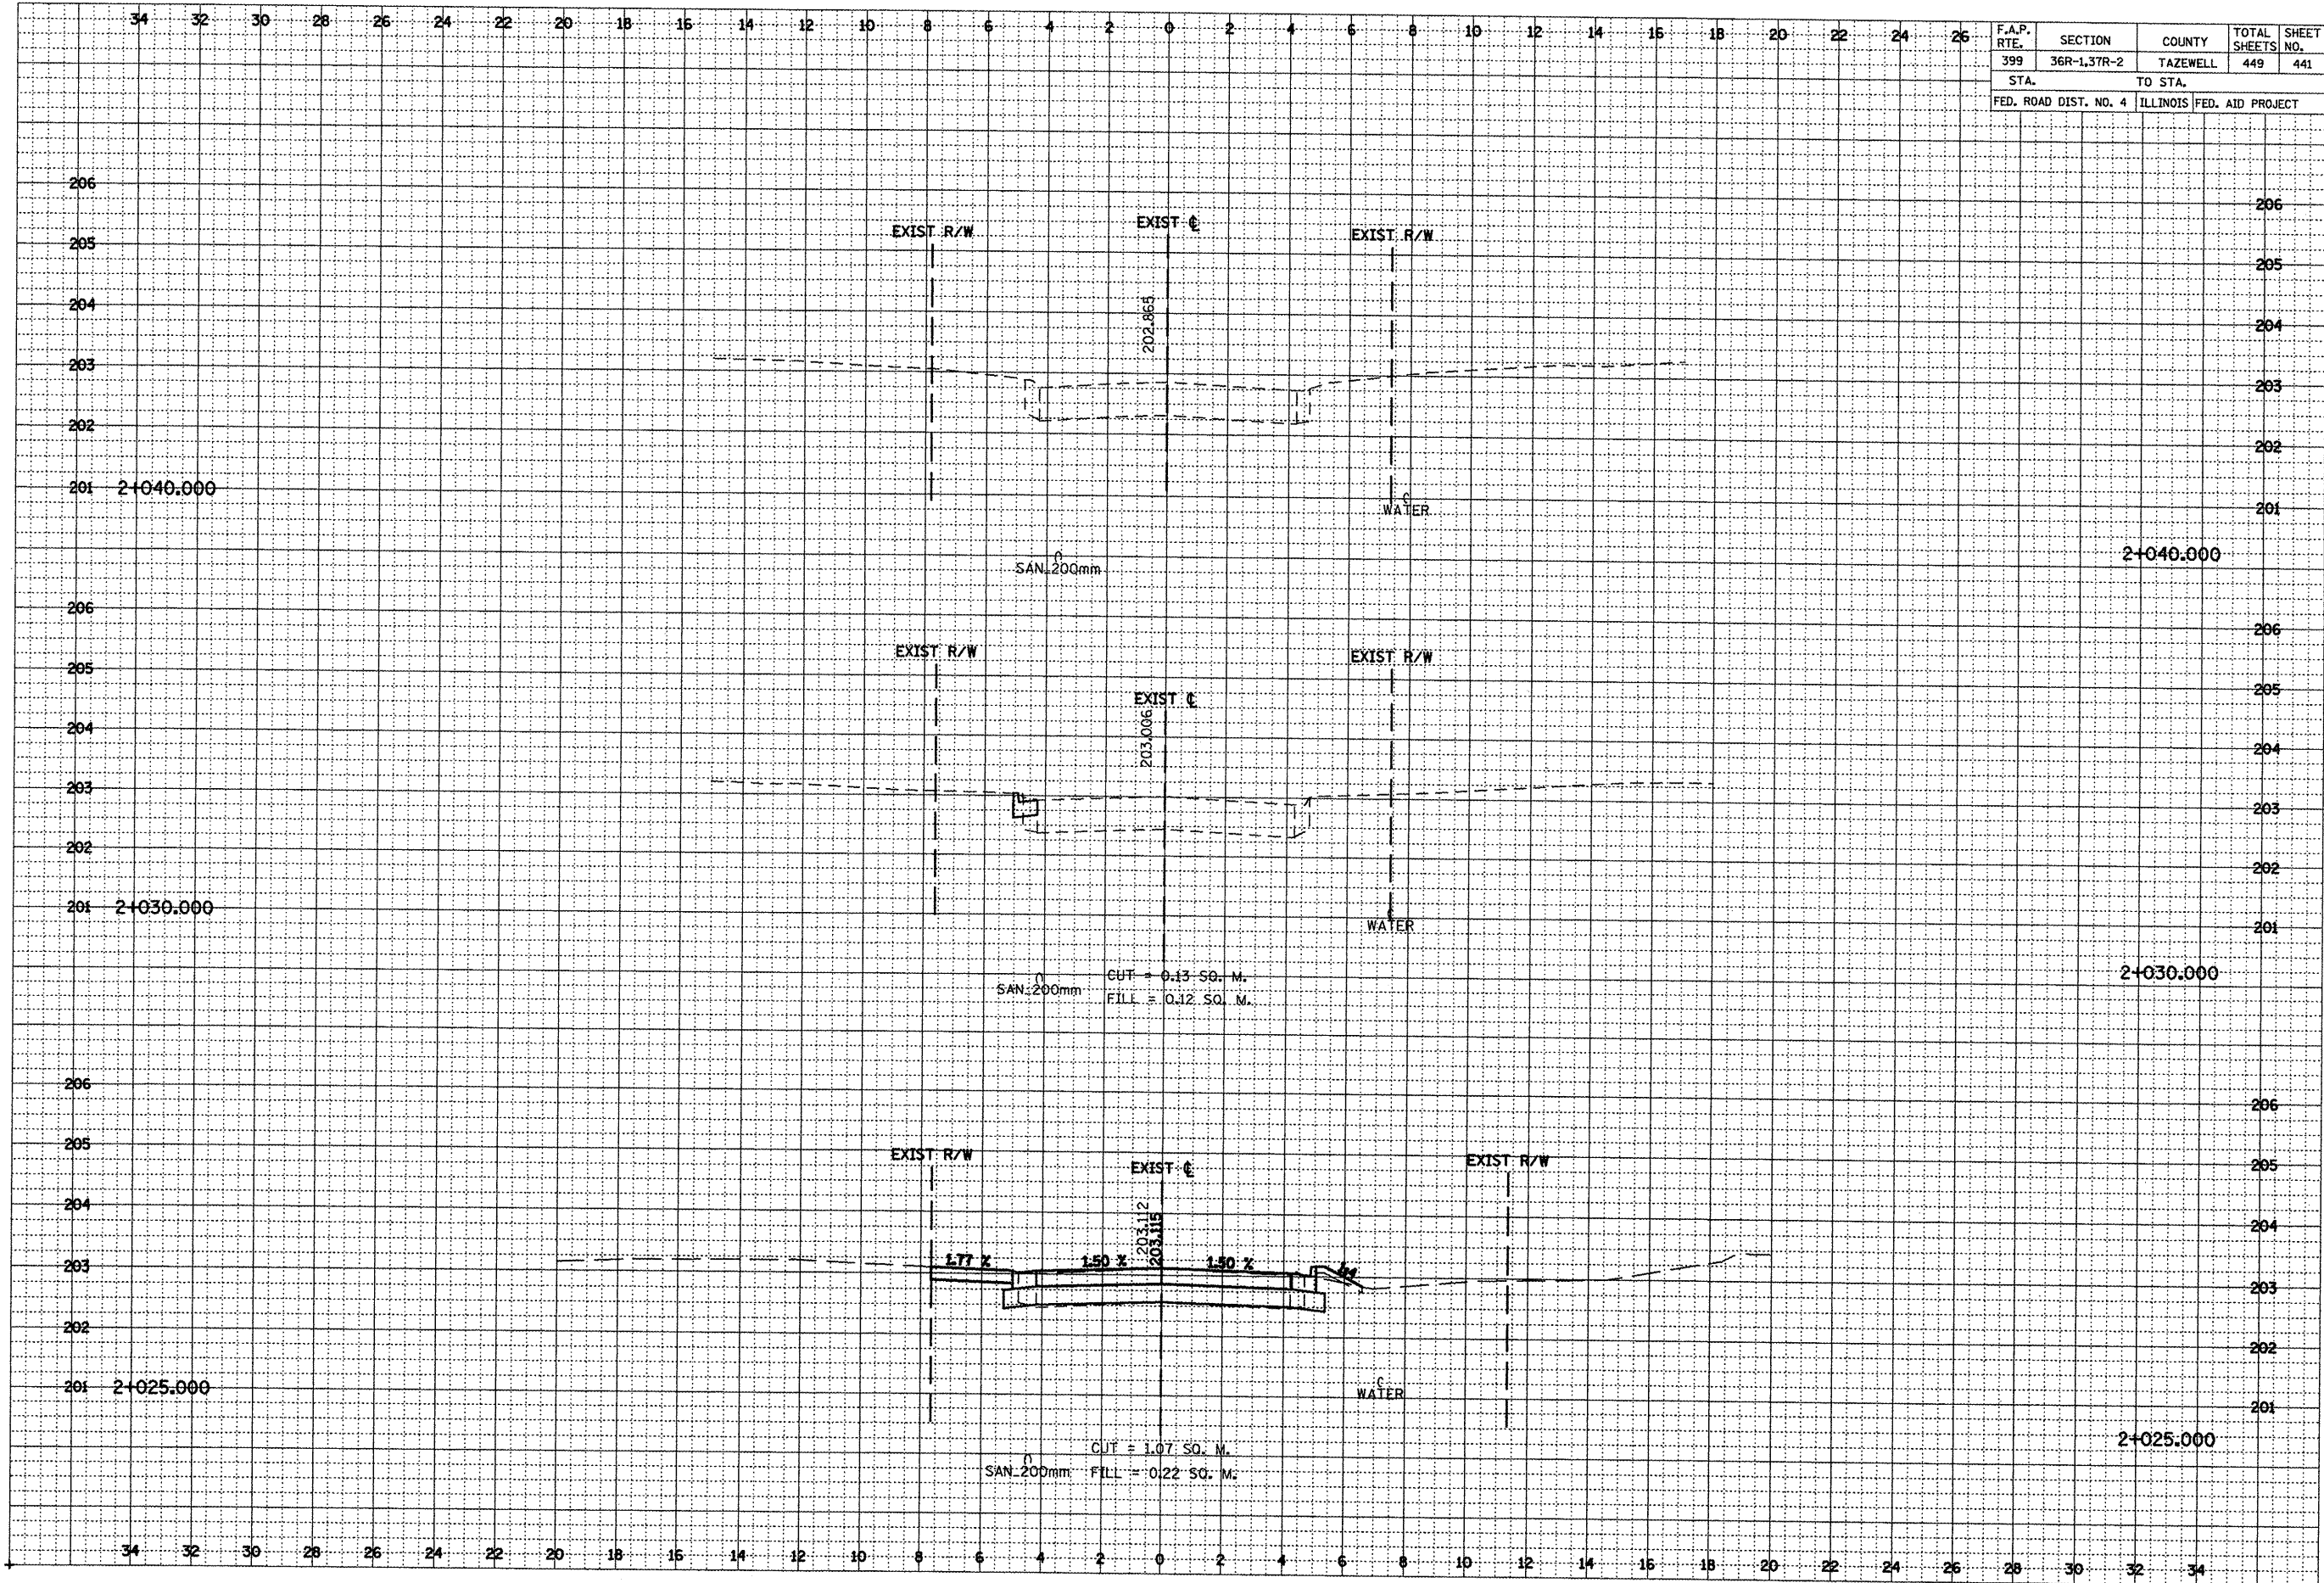 34 32 30 28 26 24 22 20 18 16 14 12 10 8 6 4 2 0 2 4 6 8 10 12 14 16 18 20 22 24 26
F.A.P. RTE. SECTION COUNTY TOTAL SHEETS SHEET NO.
399 36R-1,37R-2 TAZEWELL 449 441
STA. TO STA.
FED. ROAD DIST. NO. 4 ILLINOIS FED. AID PROJECT
206 206
EXIST R/W EXIST ℄ EXIST R/W
205 205
204 204
202.865
203 203
202 202
201 2+040.000 201
WATER
2+040.000
SAN_200mm
206 206
EXIST R/W EXIST R/W
205 205
EXIST ℄
204 204
203.006
203 203
202 202
201 2+030.000 201
WATER
2+030.000
SAN_200mm
CUT = 0.13 SQ. M.
FILL = 0.12 SQ. M.
206 206
205 205
EXIST R/W EXIST ℄ EXIST R/W
204 204
203.112
203.115
203 1.77 % 1.50 % 1.50 % 1:4 203
202 202
201 2+025.000 201
WATER
2+025.000
CUT = 1.07 SQ. M.
SAN_200mm FILL = 0.22 SQ. M.
34 30 28 26 24 22 20 18 16 14 12 10 8 6 4 2 0 2 4 6 8 10 12 14 16 18 20 22 24 26 28 30 32 34